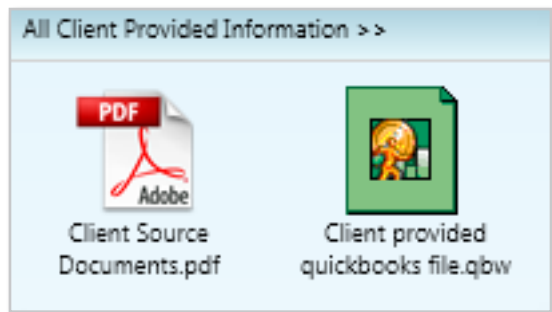 All Client Provided Information >>
PDF
Adobe
Client Source
Documents.pdf
Client provided
quickbooks file.qbw